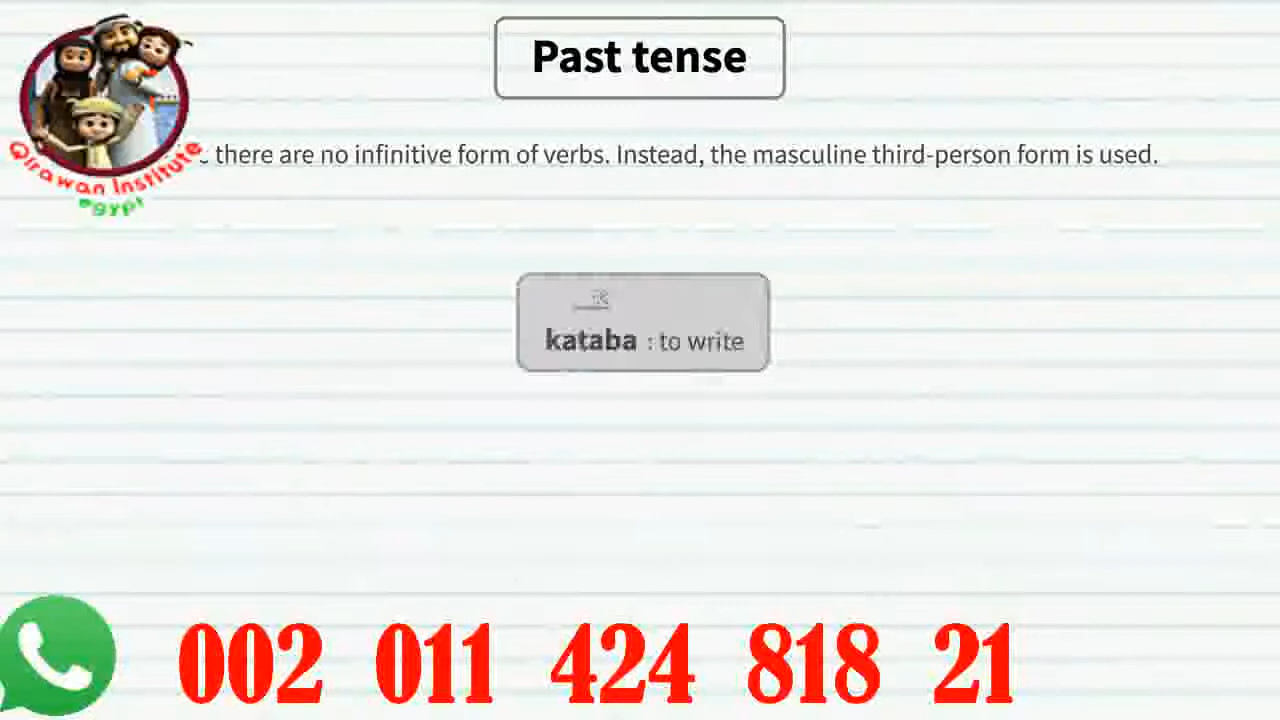 Past tense
there are no infinitive form of verbs. Instead, the masculine third-person form is used.
Qirawan Institute
egypt
kataba : to write
002 011 424 818 21